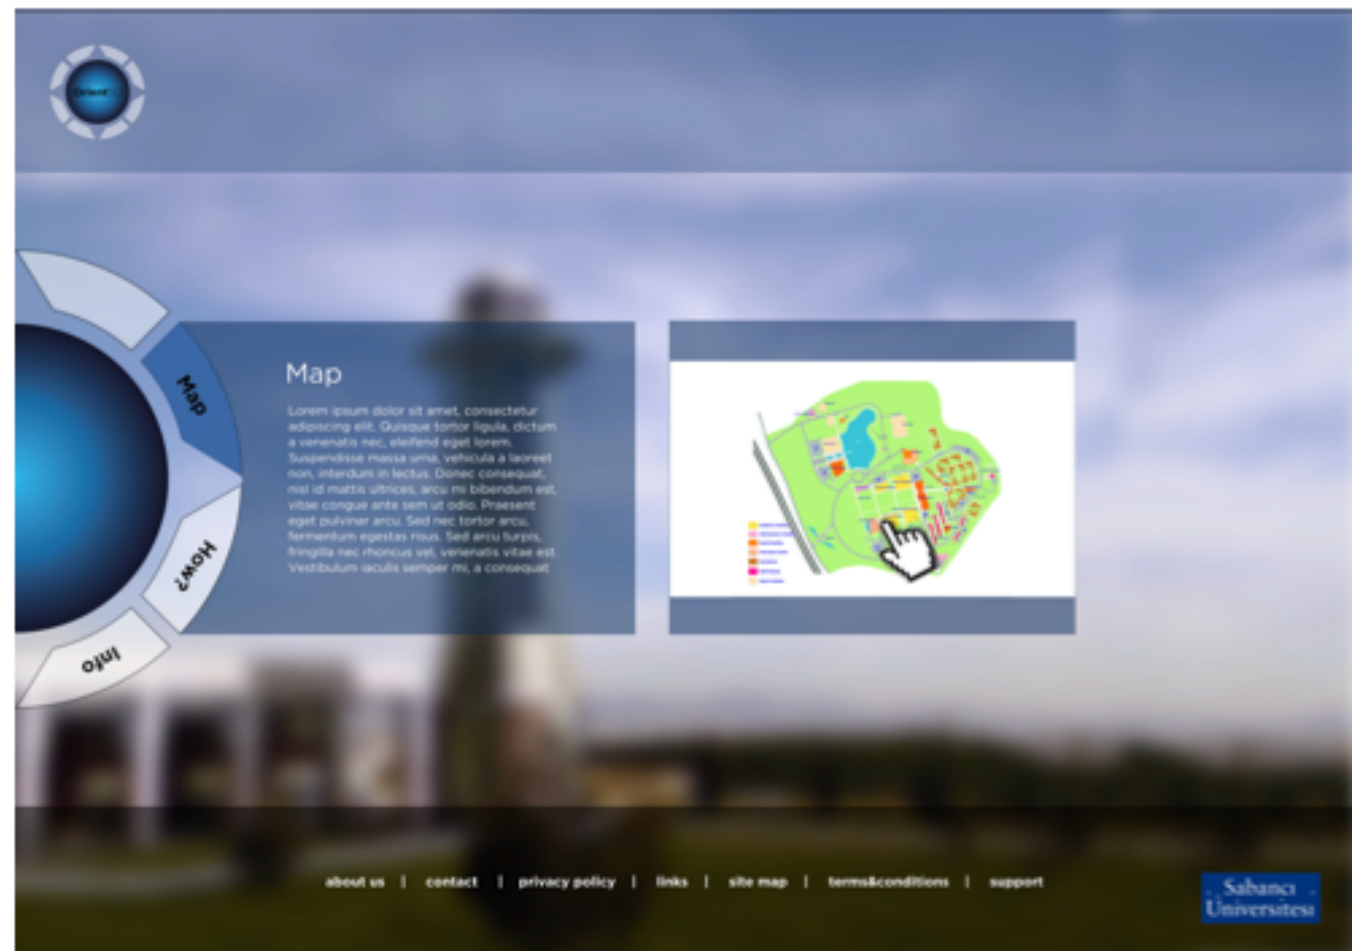 Orient
Map
Map
Lorem ipsum dolor sit amet, consectetur
adipiscing elit. Quisque tortor ligula, dictum
a venenatis nec, eleifend eget lorem.
Suspendisse massa urna, vehicula a laoreet
non, interdum in lectus. Donec consequat,
nisl id mattis ultrices, arcu mi bibendum est,
vitae congue ante sem ut odio. Praesent
eget pulvinar arcu. Sed nec tortor arcu,
fermentum egestas risus. Sed arcu turpis,
fringilla nec rhoncus vel, venenatis vitae est.
Vestibulum iaculis semper mi, a consequat
How?
Info
about us | contact | privacy policy | links | site map | terms&conditions | support
Sabancı
Üniversitesi